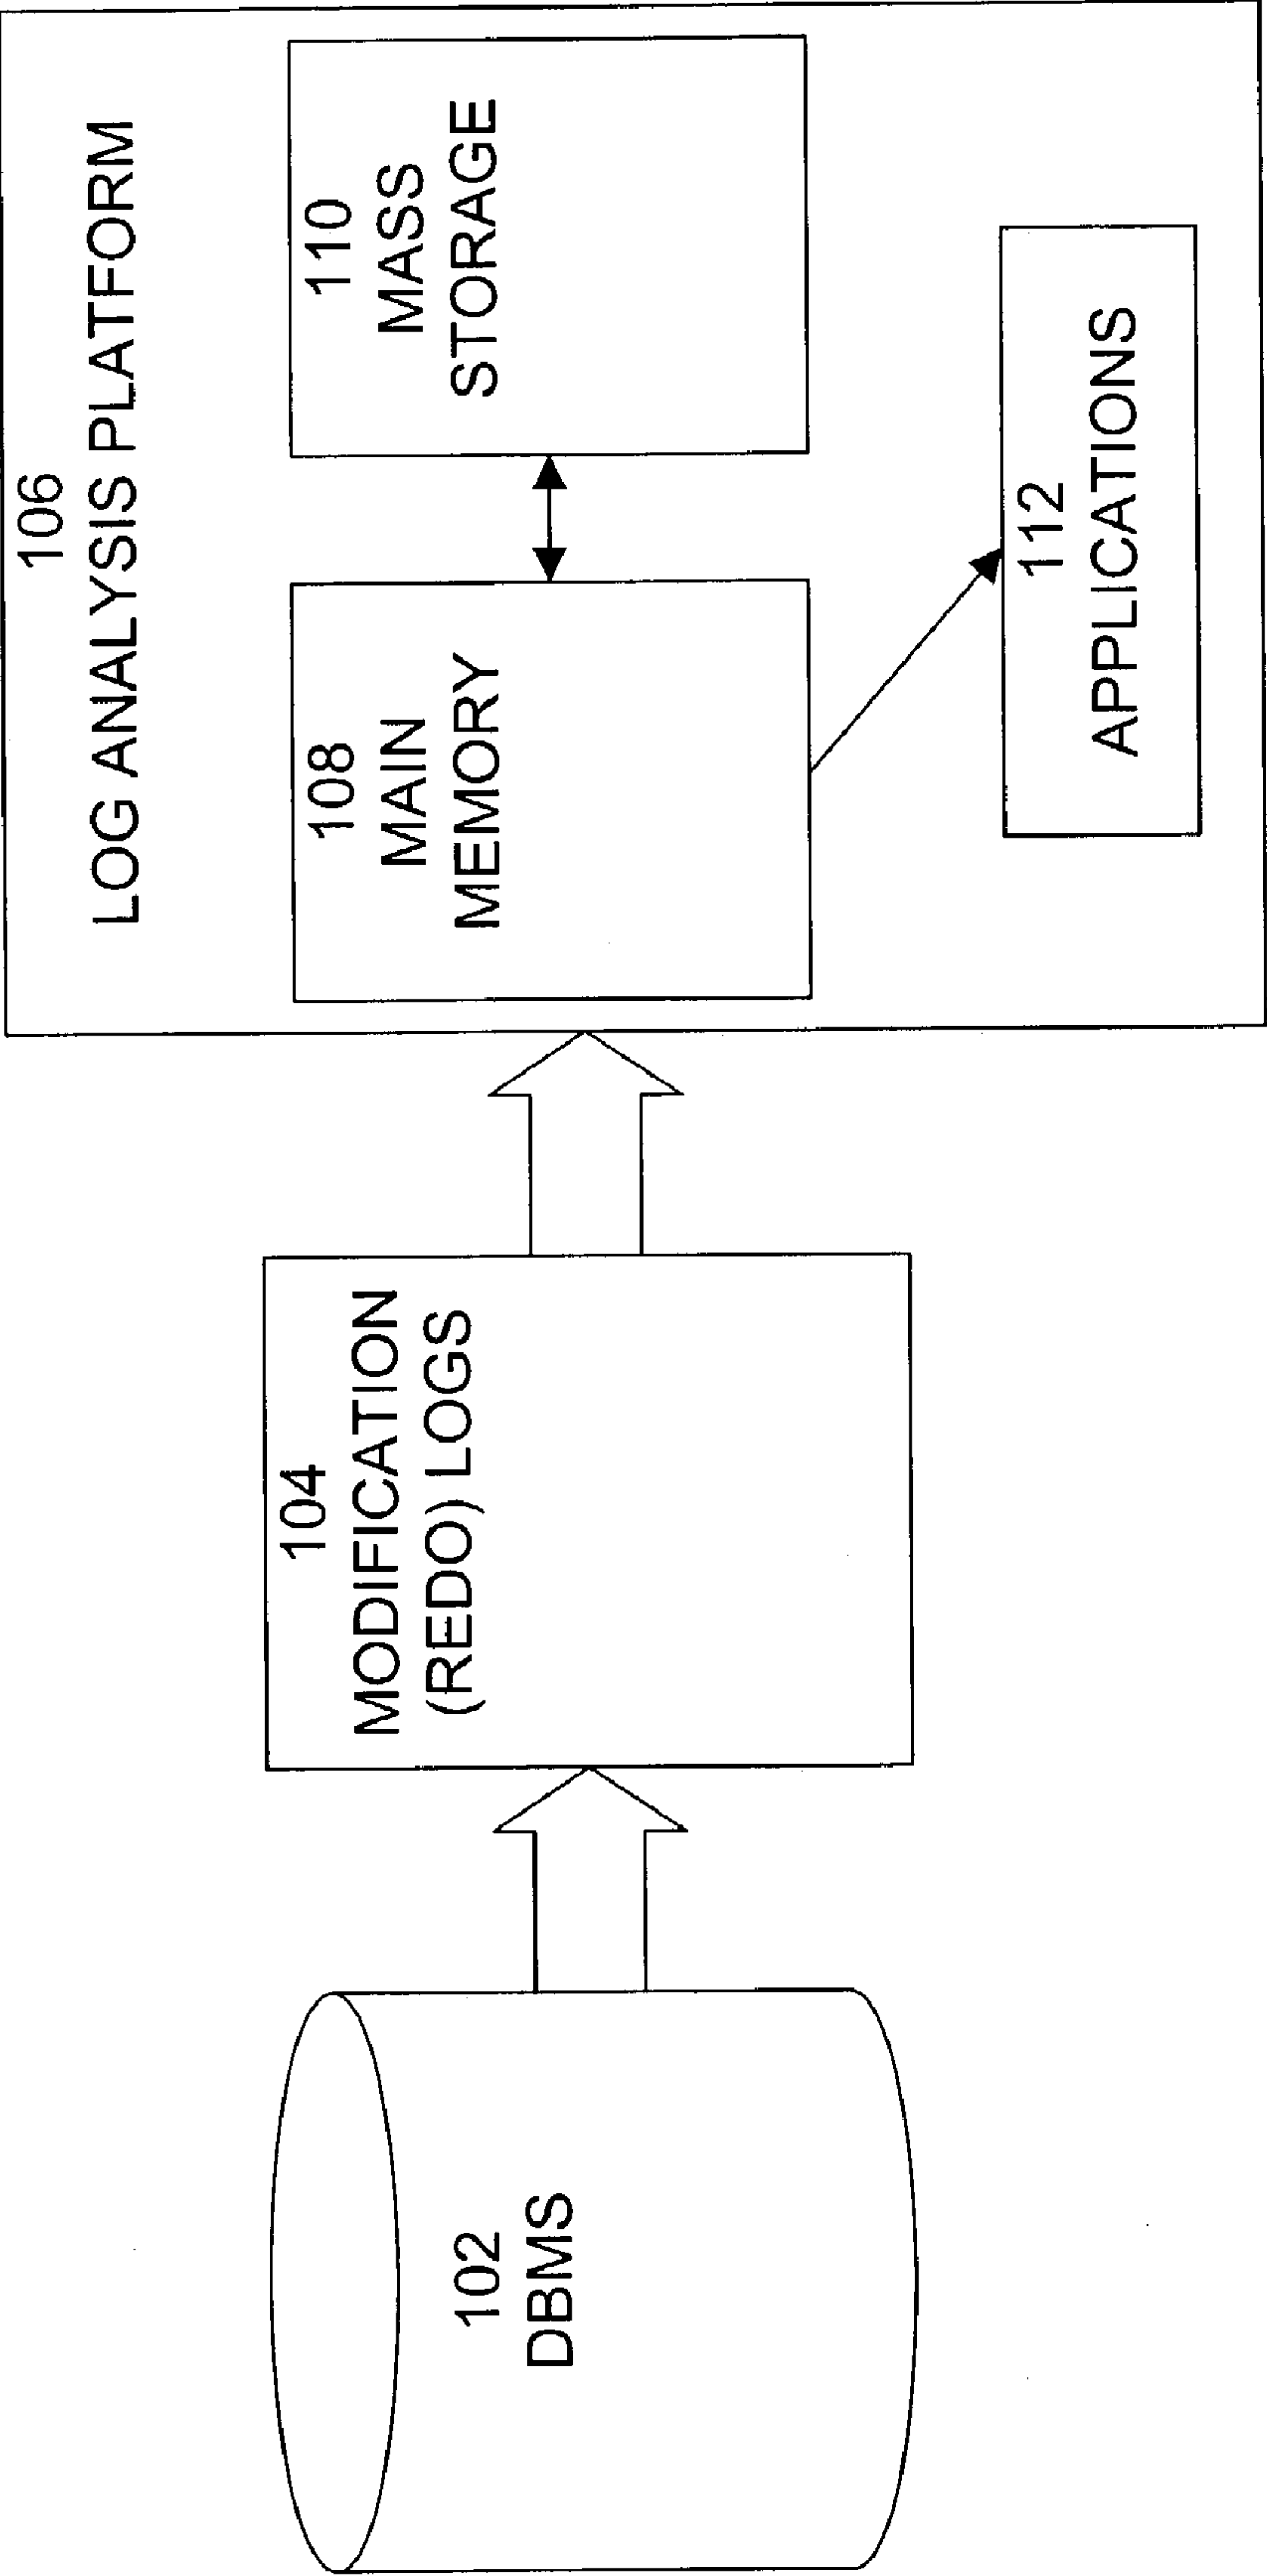 102
DBMS
104
MODIFICATION
(REDO) LOGS
106
LOG ANALYSIS PLATFORM
108
MAIN
MEMORY
110
MASS
STORAGE
112
APPLICATIONS